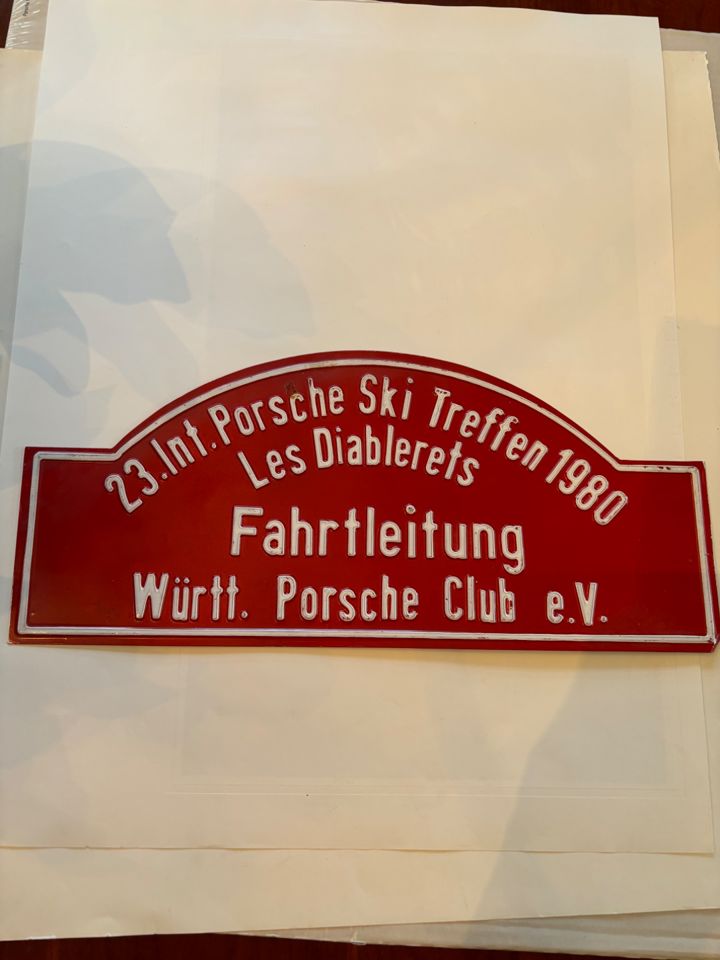 23.Int.Porsche Ski Treffen 1980
Les Diablerets
Fahrtleitung
Württ. Porsche Club e.V.